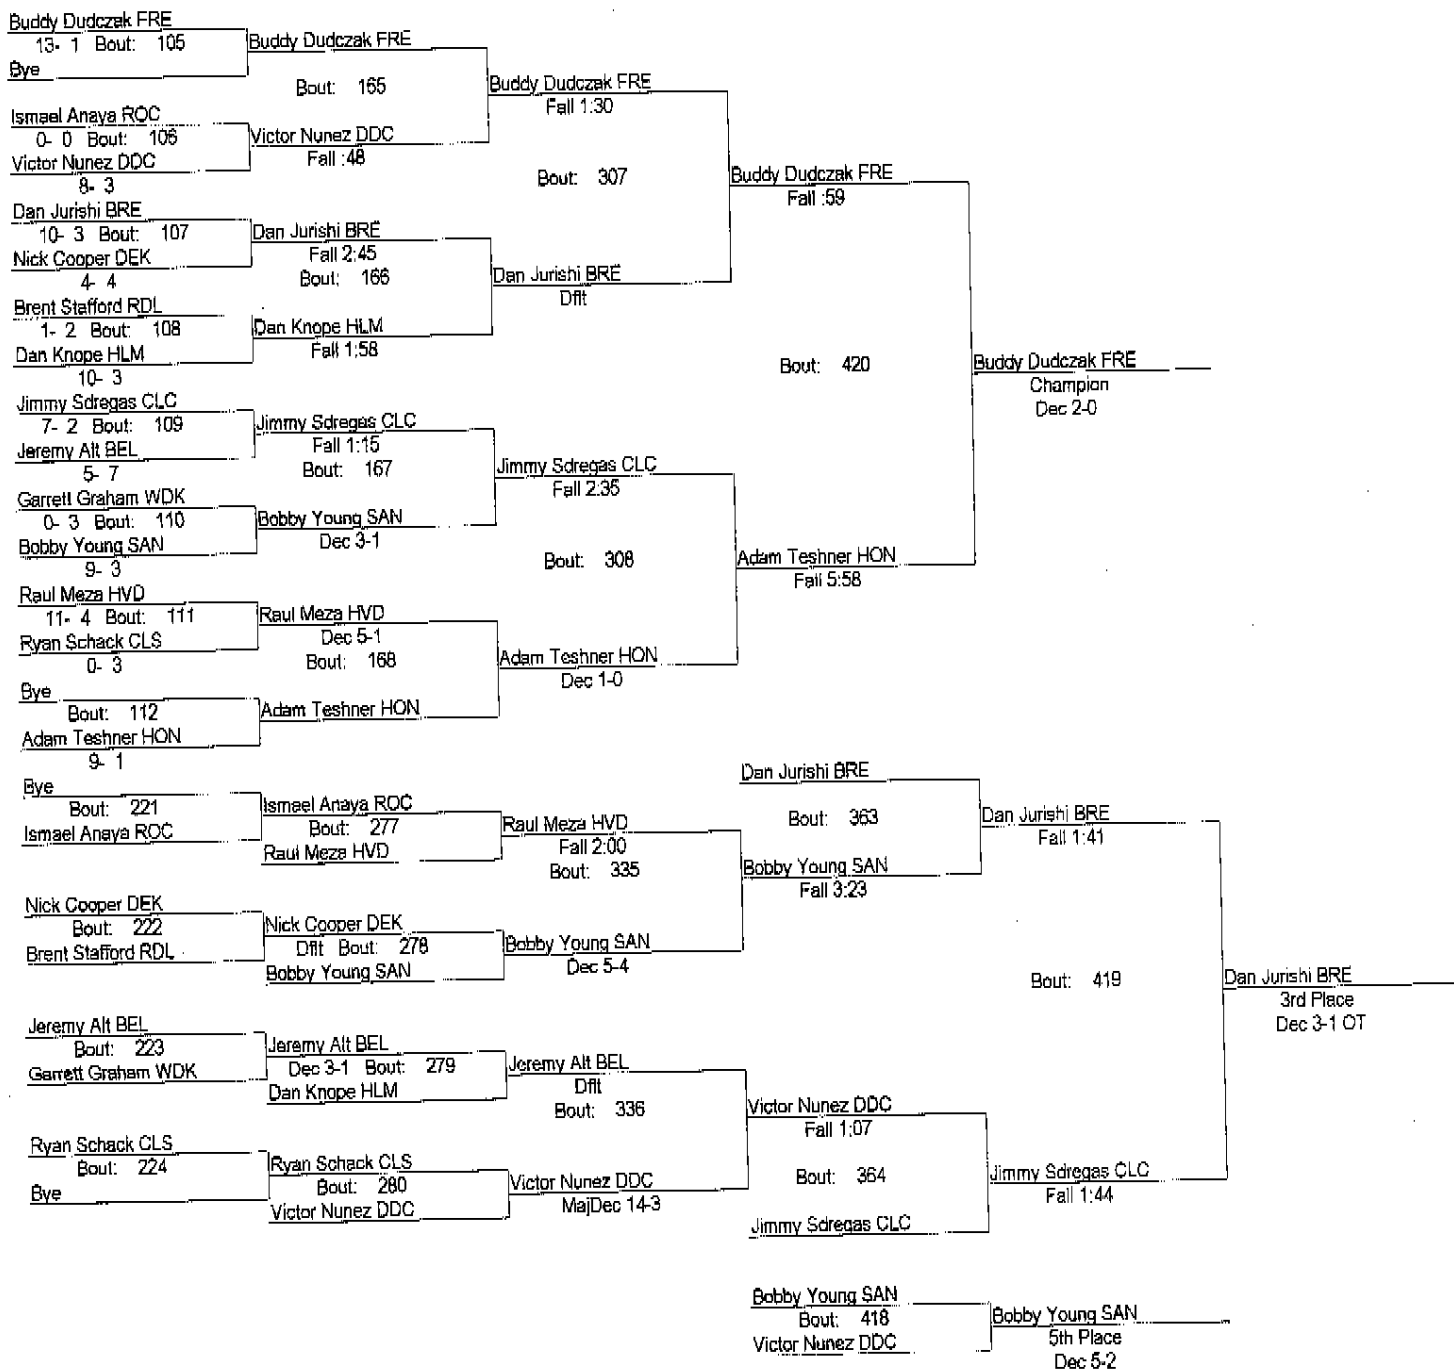 Buddy Dudczak FRE
13- 1 Bout: 105
Bye
Buddy Dudczak FRE
Bout: 165
Ismael Anaya ROC
0- 0 Bout: 106
Victor Nunez DDC
8- 3
Victor Nunez DDC
Fall :48
Buddy Dudczak FRE
Fall 1:30
Bout: 307
Dan Jurishi BRE
10- 3 Bout: 107
Nick Cooper DEK
4- 4
Dan Jurishi BRE
Fall 2:45
Bout: 166
Brent Stafford RDL
1- 2 Bout: 108
Dan Knope HLM
10- 3
Dan Knope HLM
Fall 1:58
Dan Jurishi BRE
Dflt
Buddy Dudczak FRE
Fall :59
Bout: 420
Buddy Dudczak FRE
Champion
Dec 2-0
Jimmy Sdregas CLC
7- 2 Bout: 109
Jeremy Alt BEL
5- 7
Jimmy Sdregas CLC
Fall 1:15
Bout: 167
Garrett Graham WDK
0- 3 Bout: 110
Bobby Young SAN
9- 3
Bobby Young SAN
Dec 3-1
Jimmy Sdregas CLC
Fall 2:35
Bout: 308
Adam Teshner HON
Fall 5:58
Raul Meza HVD
11- 4 Bout: 111
Ryan Schack CLS
0- 3
Raul Meza HVD
Dec 5-1
Bout: 168
Bye
Bout: 112
Adam Teshner HON
9- 1
Adam Teshner HON
Adam Teshner HON
Dec 1-0
Bye
Bout: 221
Ismael Anaya ROC
Ismael Anaya ROC
Bout: 277
Raul Meza HVD
Raul Meza HVD
Fall 2:00
Bout: 335
Dan Jurishi BRE
Bout: 363
Bobby Young SAN
Fall 3:23
Dan Jurishi BRE
Fall 1:41
Nick Cooper DEK
Bout: 222
Brent Stafford RDL
Nick Cooper DEK
Dflt Bout: 278
Bobby Young SAN
Bobby Young SAN
Dec 5-4
Bout: 419
Dan Jurishi BRE
3rd Place
Dec 3-1 OT
Jeremy Alt BEL
Bout: 223
Garrett Graham WDK
Jeremy Alt BEL
Dec 3-1 Bout: 279
Dan Knope HLM
Jeremy Alt BEL
Dflt
Bout: 336
Victor Nunez DDC
Fall 1:07
Bout: 364
Jimmy Sdregas CLC
Jimmy Sdregas CLC
Fall 1:44
Ryan Schack CLS
Bout: 224
Bye
Ryan Schack CLS
Bout: 280
Victor Nunez DDC
Victor Nunez DDC
MajDec 14-3
Bobby Young SAN
Bout: 418
Victor Nunez DDC
Bobby Young SAN
5th Place
Dec 5-2